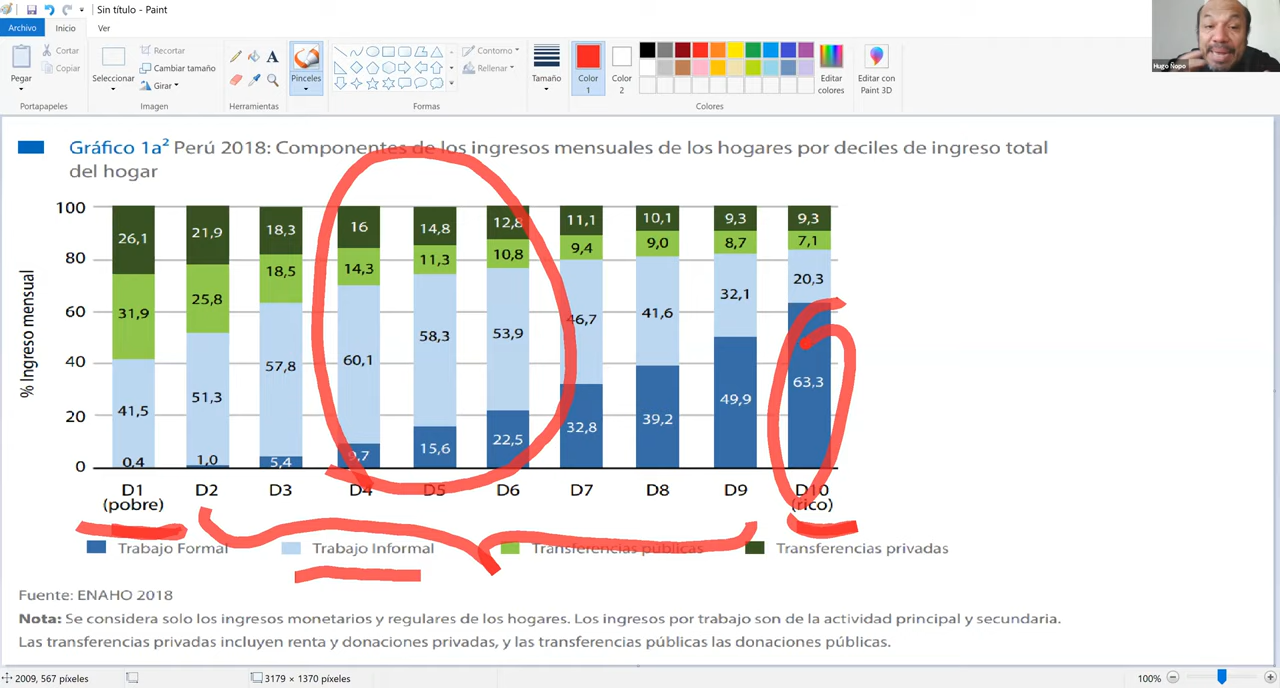 Sin título - Paint
Archivo Inicio Ver
Pegar Cortar Copiar Portapapeles
Seleccionar Recortar Cambiar tamaño Girar Imagen
A Herramientas
Pinceles
Contorno Rellenar Formas
Tamaño
Color 1 Color 2 Editar colores Colores
Editar con Paint 3D
Hugo Ñopo
Gráfico 1a² Perú 2018: Componentes de los ingresos mensuales de los hogares por deciles de ingreso total
del hogar
% Ingreso mensual
100
80
60
40
20
0
26,1 21,9 18,3 16 14,8 12,8 11,1 10,1 9,3 9,3
31,9 25,8 18,5 14,3 11,3 10,8 9,4 9,0 8,7 7,1
41,5 51,3 57,8 60,1 58,3 53,9 46,7 41,6 32,1 20,3
0,4 1,0 5,4 9,7 15,6 22,5 32,8 39,2 49,9 63,3
D1 D2 D3 D4 D5 D6 D7 D8 D9 D10
(pobre) (rico)
Trabajo Formal Trabajo Informal Transferencias públicas Transferencias privadas
Fuente: ENAHO 2018
Nota: Se considera solo los ingresos monetarios y regulares de los hogares. Los ingresos por trabajo son de la actividad principal y secundaria.
Las transferencias privadas incluyen renta y donaciones privadas, y las transferencias públicas las donaciones públicas.
2009, 567 píxeles 3179 × 1370 píxeles 100%